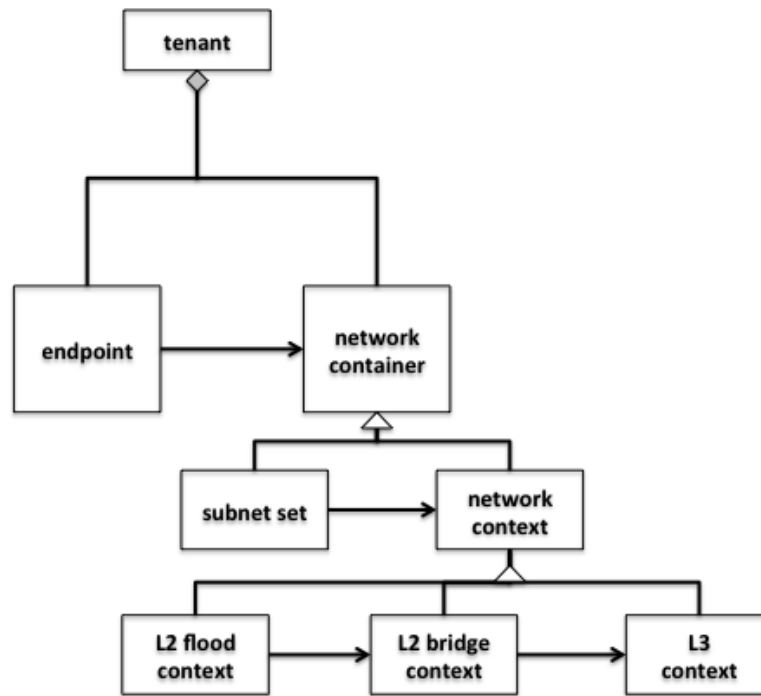 tenant
endpoint
network
container
subnet set
network
context
L2 flood
context
L2 bridge
context
L3
context